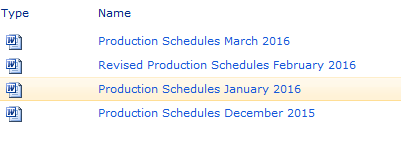 Type Name
Production Schedules March 2016
Revised Production Schedules February 2016
Production Schedules January 2016
Production Schedules December 2015